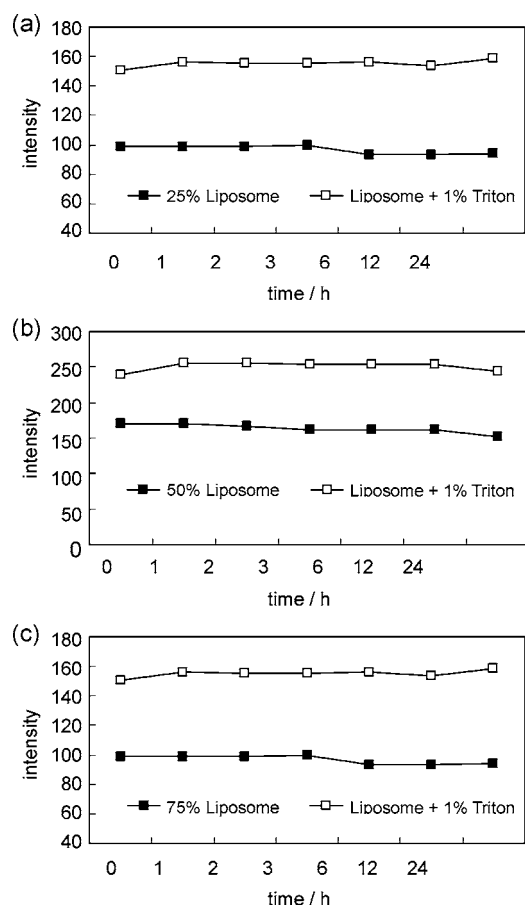 (a)
180
160
140
120
100
80
60
40
intensity
25% Liposome
Liposome + 1% Triton
0 1 2 3 6 12 24
time / h
(b)
300
250
200
150
100
50
0
intensity
50% Liposome
Liposome + 1% Triton
0 1 2 3 6 12 24
time / h
(c)
180
160
140
120
100
80
60
40
intensity
75% Liposome
Liposome + 1% Triton
0 1 2 3 6 12 24
time / h